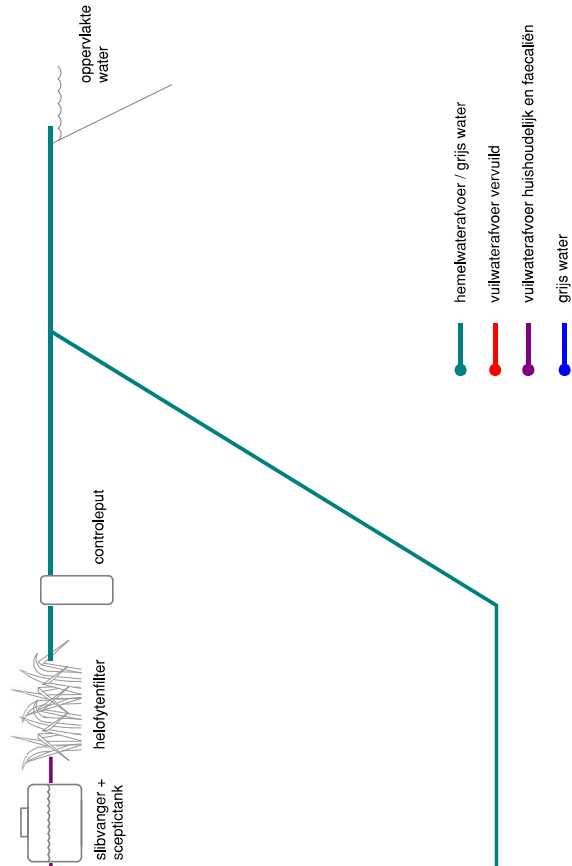 slibvanger +
sceptictank
helofytenfilter
controleput
oppervlakte
water
hemelwaterafvoer / grijs water
vuilwaterafvoer vervuild
vuilwaterafvoer huishoudelijk en faecaliën
grijs water